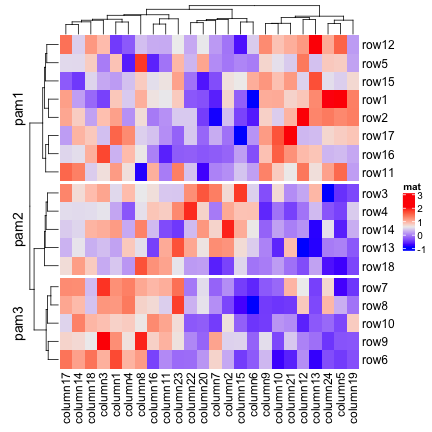 pam1
pam2
pam3
row12
row5
row15
row1
row2
row17
row16
row11
row3
row4
row14
row13
row18
row7
row8
row10
row9
row6
mat
3
2
1
0
-1
column17
column14
column18
column3
column1
column4
column8
column16
column11
column23
column22
column20
column7
column2
column15
column6
column9
column10
column21
column12
column13
column24
column5
column19